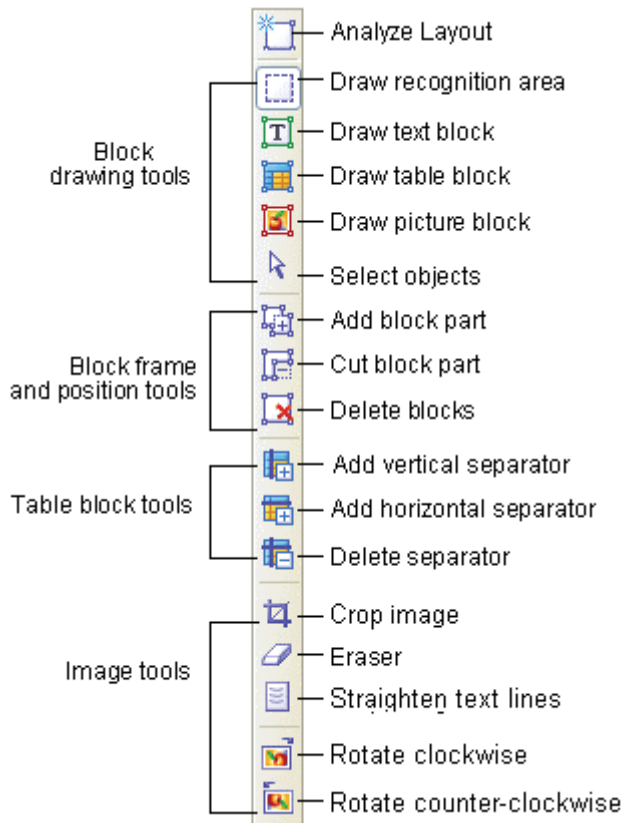 Analyze Layout
Draw recognition area
Draw text block
Draw table block
Draw picture block
Select objects
Block
drawing tools
Add block part
Cut block part
Delete blocks
Block frame
and position tools
Add vertical separator
Add horizontal separator
Delete separator
Table block tools
Crop image
Eraser
Straighten text lines
Rotate clockwise
Rotate counter-clockwise
Image tools
T